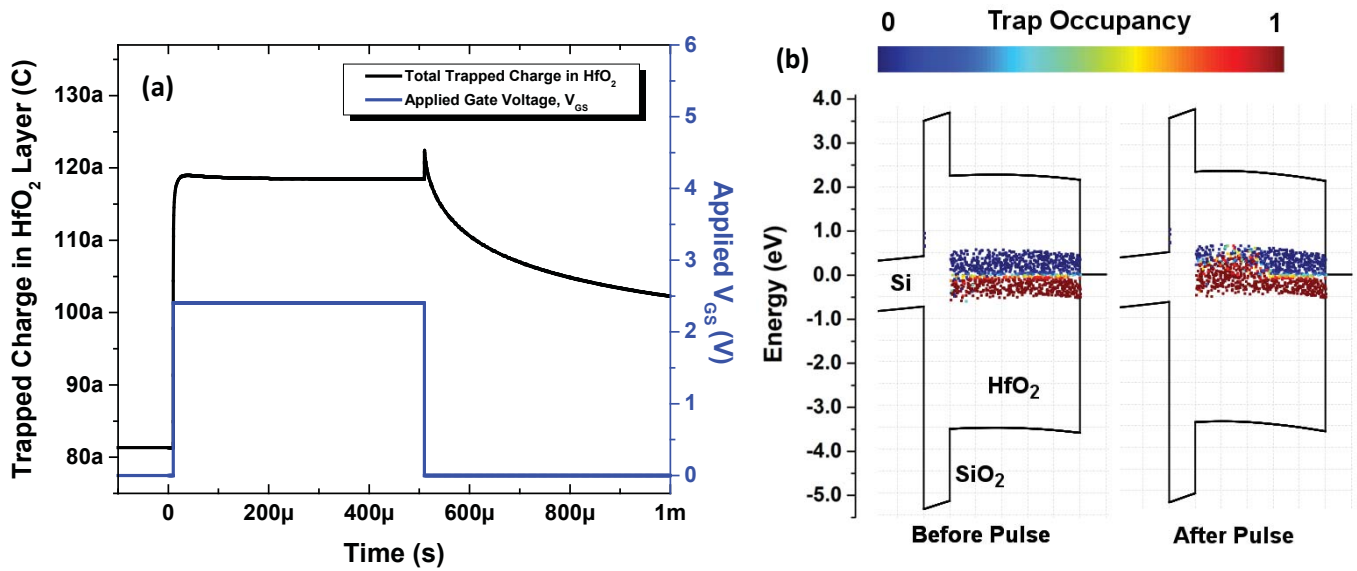 (a)
Total Trapped Charge in HfO₂
Applied Gate Voltage, V_GS
Trapped Charge in HfO₂ Layer (C)
130a
120a
110a
100a
90a
80a
6
5
4
3
2
1
0
Applied V_GS (V)
0 200µ 400µ 600µ 800µ 1m
Time (s)
0 Trap Occupancy 1
(b)
4.0
3.0
2.0
1.0
0.0
-1.0
-2.0
-3.0
-4.0
-5.0
Energy (eV)
Si
HfO₂
SiO₂
Before Pulse
After Pulse